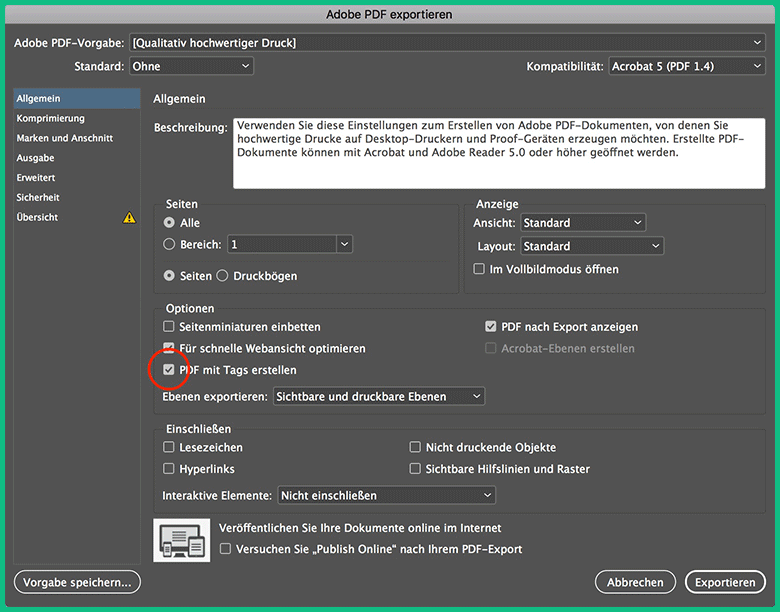 Adobe PDF exportieren
Adobe PDF-Vorgabe: [Qualitativ hochwertiger Druck]
Standard: Ohne
Kompatibilität: Acrobat 5 (PDF 1.4)
Allgemein
Komprimierung
Marken und Anschnitt
Ausgabe
Erweitert
Sicherheit
Übersicht
Allgemein
Beschreibung: Verwenden Sie diese Einstellungen zum Erstellen von Adobe PDF-Dokumenten, von denen Sie
hochwertige Drucke auf Desktop-Druckern und Proof-Geräten erzeugen möchten. Erstellte PDF-
Dokumente können mit Acrobat und Adobe Reader 5.0 oder höher geöffnet werden.
Seiten
Alle
Bereich: 1
Seiten Druckbögen
Anzeige
Ansicht: Standard
Layout: Standard
Im Vollbildmodus öffnen
Optionen
Seitenminiaturen einbetten
PDF nach Export anzeigen
Für schnelle Webansicht optimieren
Acrobat-Ebenen erstellen
PDF mit Tags erstellen
Ebenen exportieren: Sichtbare und druckbare Ebenen
Einschließen
Lesezeichen
Nicht druckende Objekte
Hyperlinks
Sichtbare Hilfslinien und Raster
Interaktive Elemente: Nicht einschließen
Veröffentlichen Sie Ihre Dokumente online im Internet
Versuchen Sie „Publish Online“ nach Ihrem PDF-Export
Vorgabe speichern...
Abbrechen
Exportieren